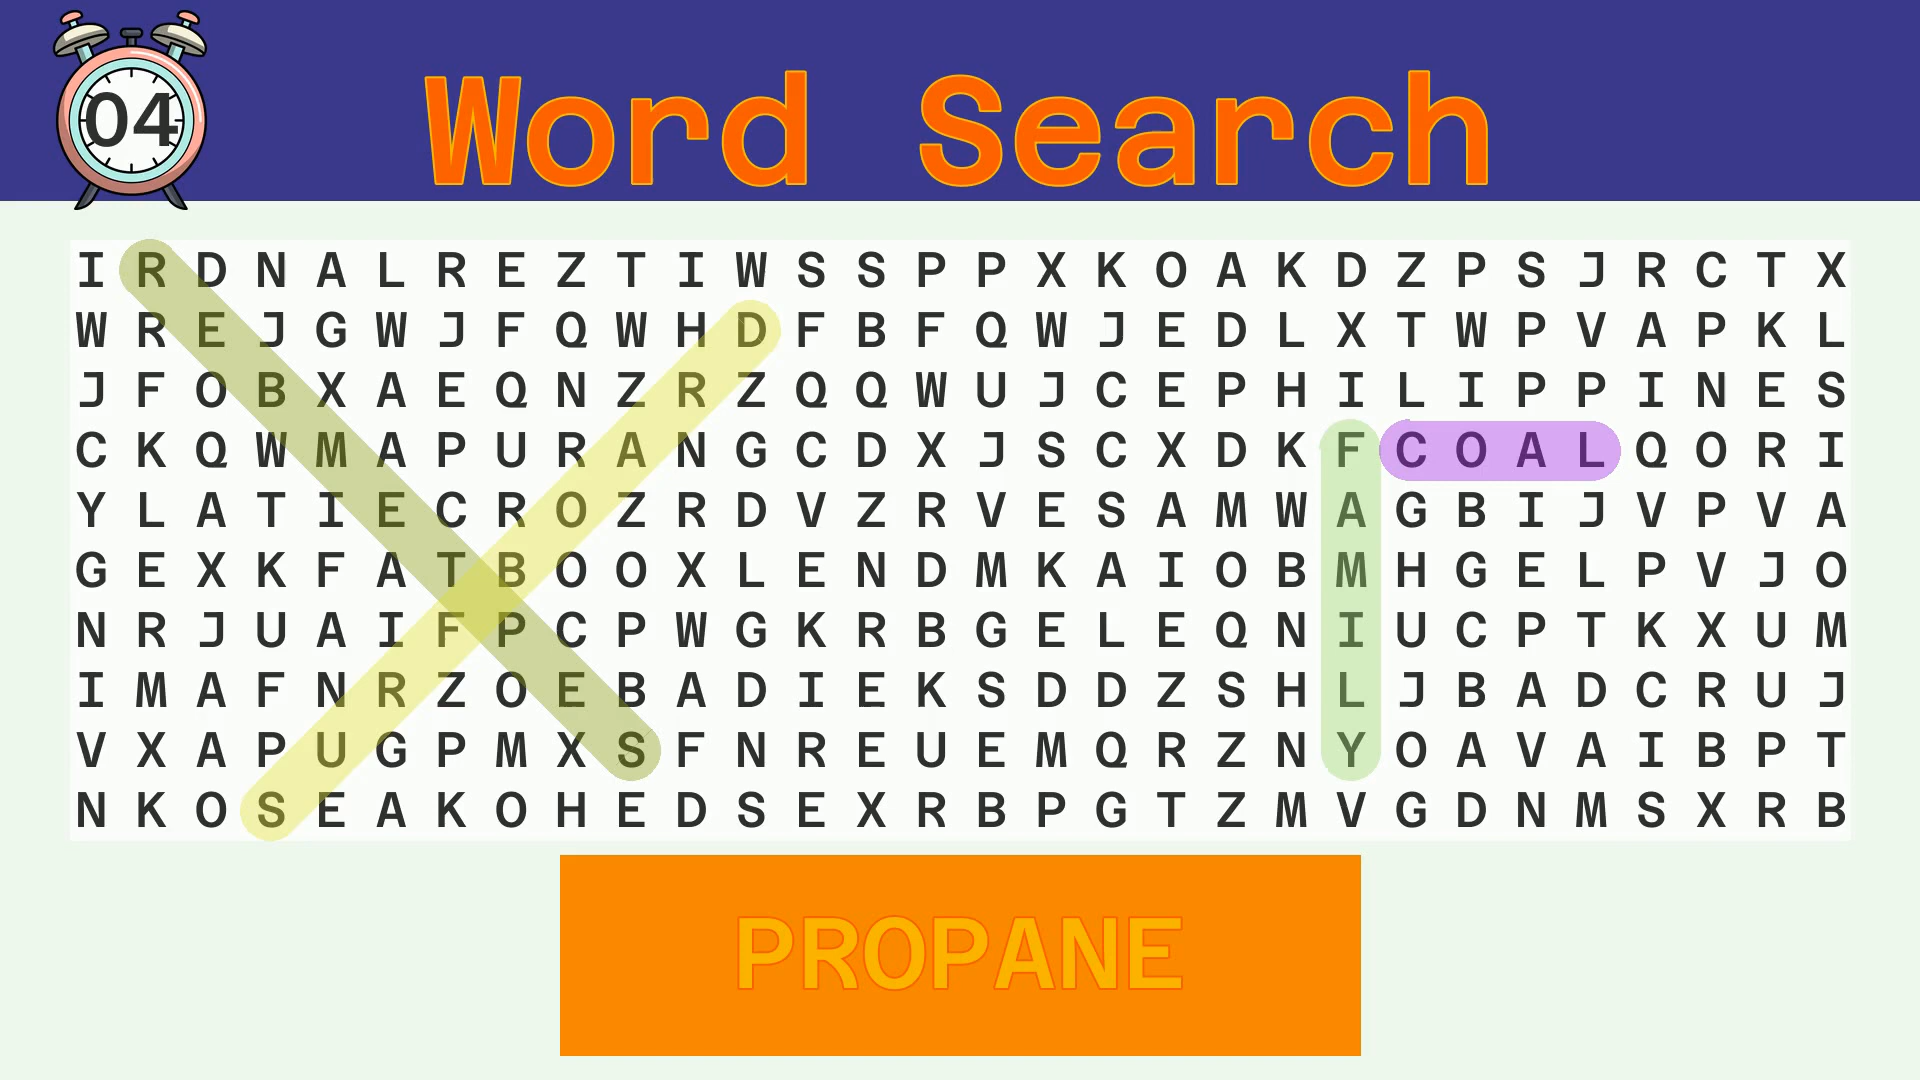 04
Word Search
I R D N A L R E Z T I W S S P P X K O A K D Z P S J R C T X
W R E J G W J F Q W H D F B F Q W J E D L X T W P V A P K L
J F O B X A E Q N Z R Z Q Q W U J C E P H I L I P P I N E S
C K Q W M A P U R A N G C D X J S C X D K F C O A L Q O R I
Y L A T I E C R O Z R D V Z R V E S A M W A G B I J V P V A
G E X K F A T B O O X L E N D M K A I O B M H G E L P V J O
N R J U A I F P C P W G K R B G E L E Q N I U C P T K X U M
I M A F N R Z O E B A D I E K S D D Z S H L J B A D C R U J
V X A P U G P M X S F N R E U E M Q R Z N Y O A V A I B P T
N K O S E A K O H E D S E X R B P G T Z M V G D N M S X R B
PROPANE